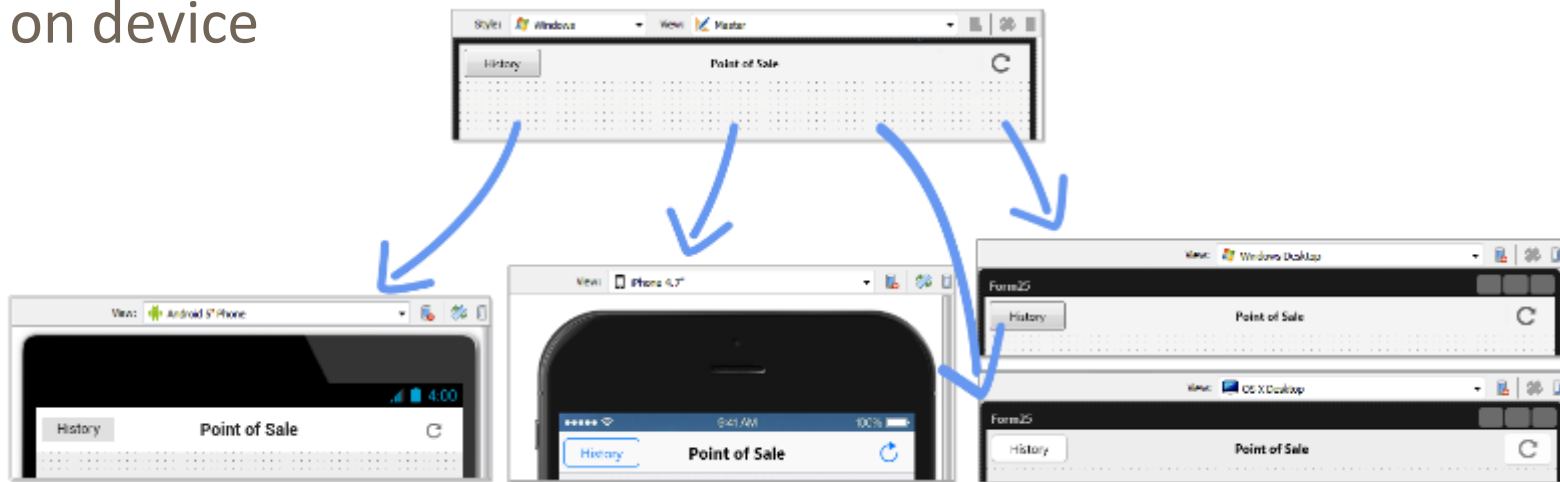 on device
Style: Windows View: Master
History Point of Sale
View: Android 5" Phone
4:00
History Point of Sale
View: iPhone 4.7"
9:41 AM 100%
History Point of Sale
View: Windows Desktop
Form25
History Point of Sale
View: OS X Desktop
Form25
History Point of Sale